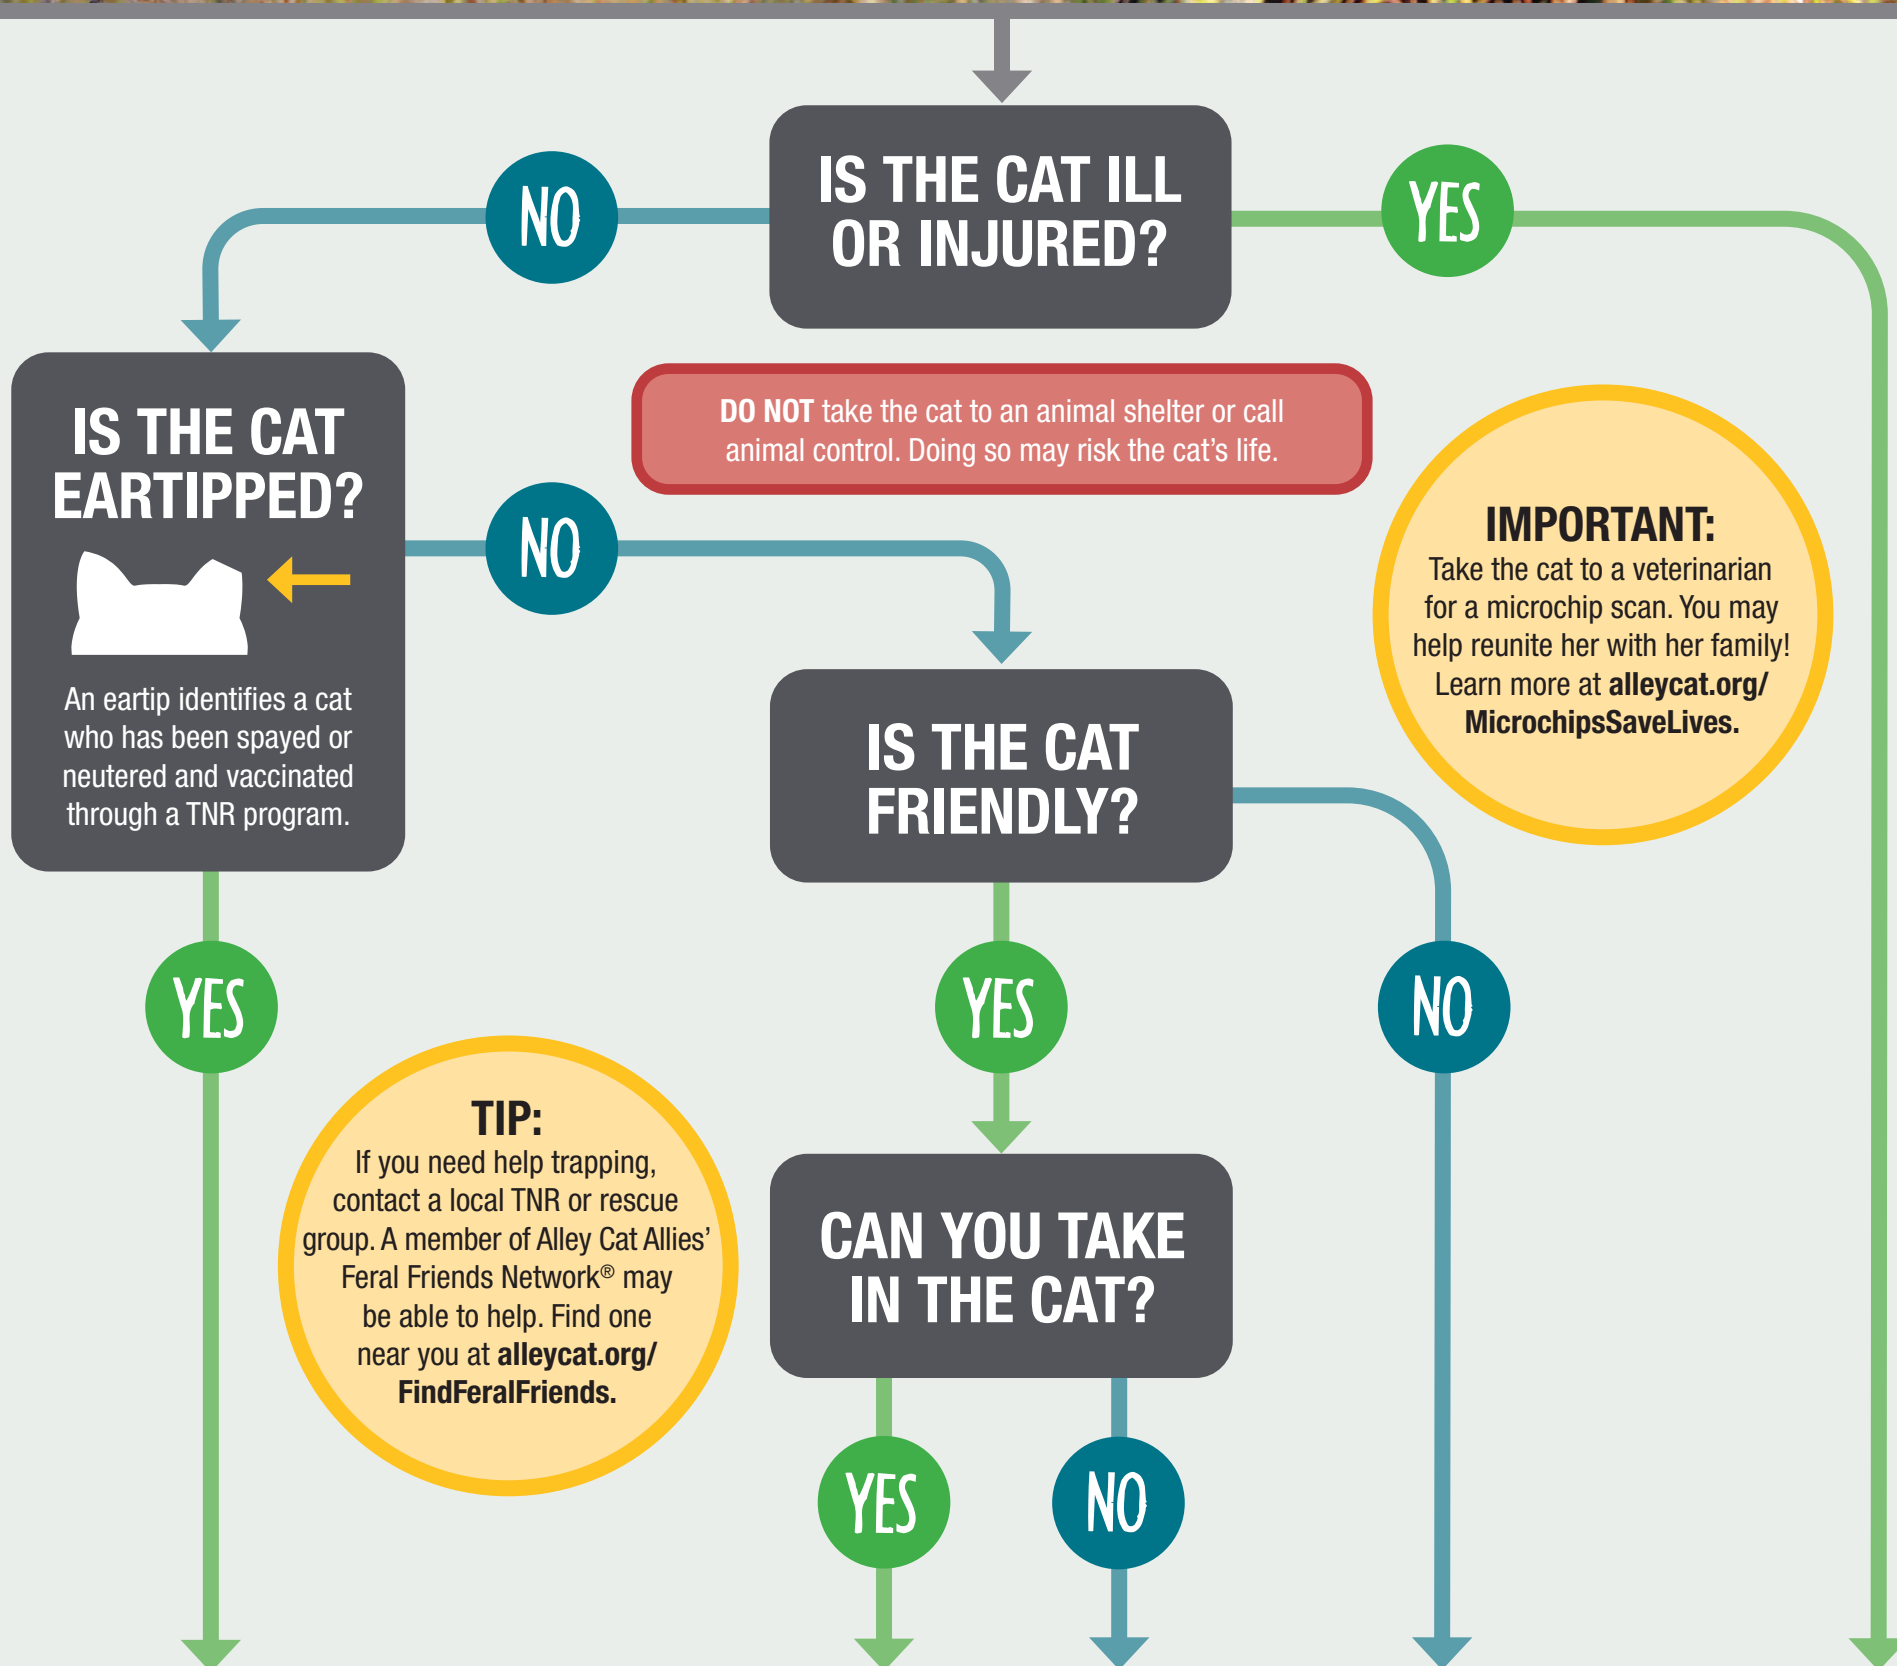 IS THE CAT ILL
OR INJURED?
NO
YES
IS THE CAT
EARTIPPED?
An eartip identifies a cat
who has been spayed or
neutered and vaccinated
through a TNR program.
DO NOT take the cat to an animal shelter or call
animal control. Doing so may risk the cat’s life.
NO
IMPORTANT:
Take the cat to a veterinarian
for a microchip scan. You may
help reunite her with her family!
Learn more at alleycat.org/
MicrochipsSaveLives.
IS THE CAT
FRIENDLY?
YES
YES
NO
TIP:
If you need help trapping,
contact a local TNR or rescue
group. A member of Alley Cat Allies’
Feral Friends Network® may
be able to help. Find one
near you at alleycat.org/
FindFeralFriends.
CAN YOU TAKE
IN THE CAT?
YES
NO